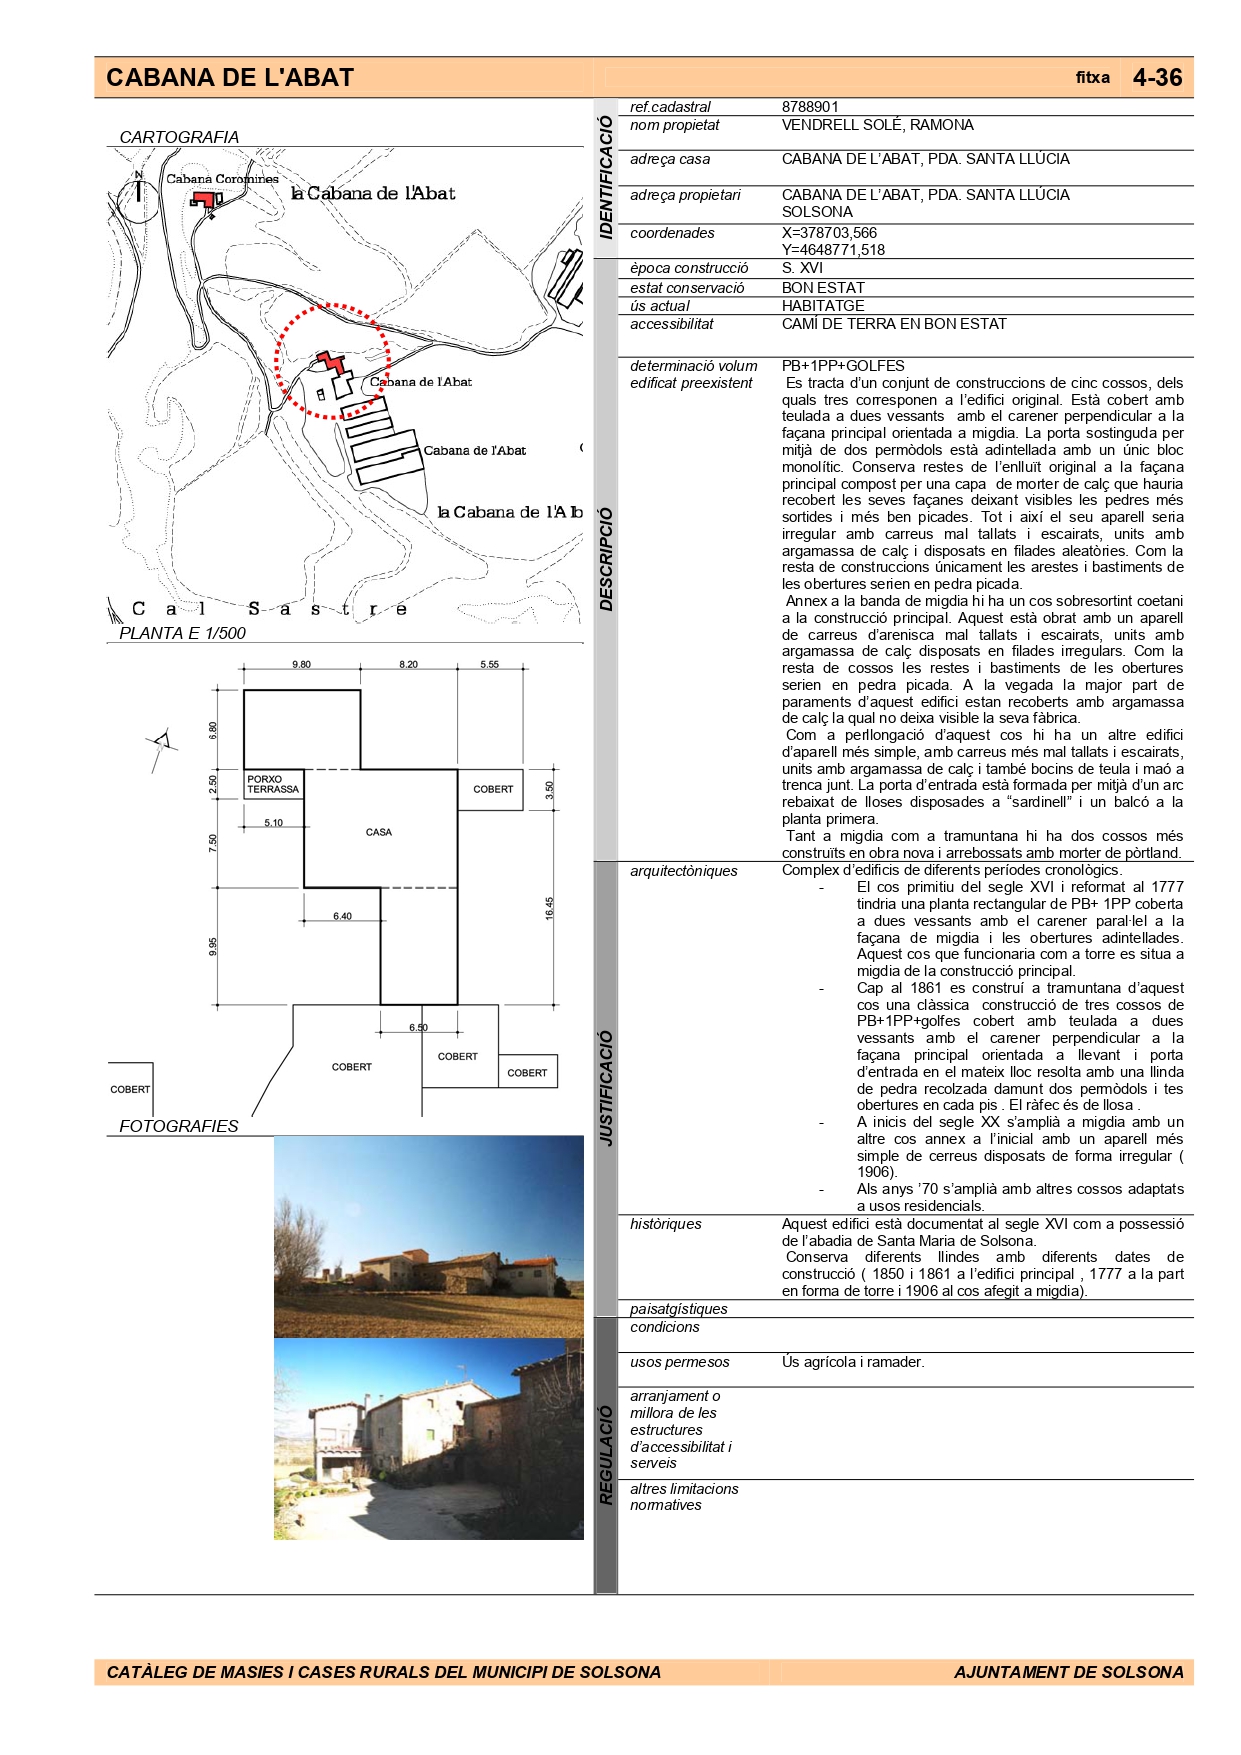 CABANA DE L'ABAT
fitxa 4-36
CARTOGRAFIA
N
Cabana Coromines
la Cabana de l'Abat
Cabana de l'Abat
Cabana de l'Abat
la Cabana de l'Ab
C a l S a s t r e
PLANTA E 1/500
9.80 8.20 5.55
6.80
2.50
PORXO
TERRASSA
COBERT
3.50
5.10
CASA
7.50
6.40
16.45
9.95
6.50
COBERT
COBERT
COBERT
COBERT
FOTOGRAFIES
IDENTIFICACIÓ
ref.cadastral 8788901
nom propietat VENDRELL SOLÉ, RAMONA
adreça casa CABANA DE L’ABAT, PDA. SANTA LLÚCIA
adreça propietari CABANA DE L’ABAT, PDA. SANTA LLÚCIA
SOLSONA
coordenades X=378703,566
Y=4648771,518
DESCRIPCIÓ
època construcció S. XVI
estat conservació BON ESTAT
ús actual HABITATGE
accessibilitat CAMÍ DE TERRA EN BON ESTAT
determinació volum PB+1PP+GOLFES
edificat preexistent Es tracta d’un conjunt de construccions de cinc cossos, dels
quals tres corresponen a l’edifici original. Està cobert amb
teulada a dues vessants amb el carener perpendicular a la
façana principal orientada a migdia. La porta sostinguda per
mitjà de dos permòdols està adintellada amb un únic bloc
monolític. Conserva restes de l’enlluït original a la façana
principal compost per una capa de morter de calç que hauria
recobert les seves façanes deixant visibles les pedres més
sortides i més ben picades. Tot i així el seu aparell seria
irregular amb carreus mal tallats i escairats, units amb
argamassa de calç i disposats en filades aleatòries. Com la
resta de construccions únicament les arestes i bastiments de
les obertures serien en pedra picada.
Annex a la banda de migdia hi ha un cos sobresortint coetani
a la construcció principal. Aquest està obrat amb un aparell
de carreus d’arenisca mal tallats i escairats, units amb
argamassa de calç disposats en filades irregulars. Com la
resta de cossos les restes i bastiments de les obertures
serien en pedra picada. A la vegada la major part de
paraments d’aquest edifici estan recoberts amb argamassa
de calç la qual no deixa visible la seva fàbrica.
Com a perllongació d’aquest cos hi ha un altre edifici
d’aparell més simple, amb carreus més mal tallats i escairats,
units amb argamassa de calç i també bocins de teula i maó a
trenca junt. La porta d’entrada està formada per mitjà d’un arc
rebaixat de lloses disposades a “sardinell” i un balcó a la
planta primera.
Tant a migdia com a tramuntana hi ha dos cossos més
construïts en obra nova i arrebossats amb morter de pòrtland.
JUSTIFICACIÓ
arquitectòniques Complex d’edificis de diferents períodes cronològics.
- El cos primitiu del segle XVI i reformat al 1777
tindria una planta rectangular de PB+ 1PP coberta
a dues vessants amb el carener paral·lel a la
façana de migdia i les obertures adintellades.
Aquest cos que funcionaria com a torre es situa a
migdia de la construcció principal.
- Cap al 1861 es construí a tramuntana d’aquest
cos una clàssica construcció de tres cossos de
PB+1PP+golfes cobert amb teulada a dues
vessants amb el carener perpendicular a la
façana principal orientada a llevant i porta
d’entrada en el mateix lloc resolta amb una llinda
de pedra recolzada damunt dos permòdols i tes
obertures en cada pis . El ràfec és de llosa .
- A inicis del segle XX s’amplià a migdia amb un
altre cos annex a l’inicial amb un aparell més
simple de cerreus disposats de forma irregular (
1906).
- Als anys ’70 s’amplià amb altres cossos adaptats
a usos residencials.
històriques Aquest edifici està documentat al segle XVI com a possessió
de l’abadia de Santa Maria de Solsona.
Conserva diferents llindes amb diferents dates de
construcció ( 1850 i 1861 a l’edifici principal , 1777 a la part
en forma de torre i 1906 al cos afegit a migdia).
paisatgístiques
REGULACIÓ
condicions
usos permesos Ús agrícola i ramader.
arranjament o
millora de les
estructures
d’accessibilitat i
serveis
altres limitacions
normatives
CATÀLEG DE MASIES I CASES RURALS DEL MUNICIPI DE SOLSONA AJUNTAMENT DE SOLSONA